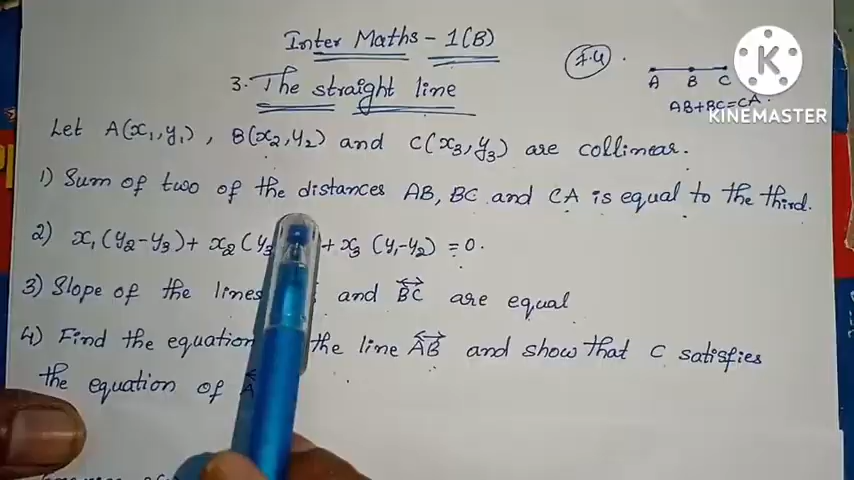 Inter Maths - 1(B)
3. The straight line
A B C
AB+BC=CA.
KINEMASTER
Let A(x₁,y₁), B(x₂,y₂) and C(x₃,y₃) are collinear.
1) Sum of two of the distances AB, BC and CA is equal to the third.
2) x₁(y₂-y₃)+ x₂(y₃ + x₃(y₁-y₂) = 0.
3) Slope of the lines and BC are equal
4) Find the equation the line AB and show that C satisfies
the equation of